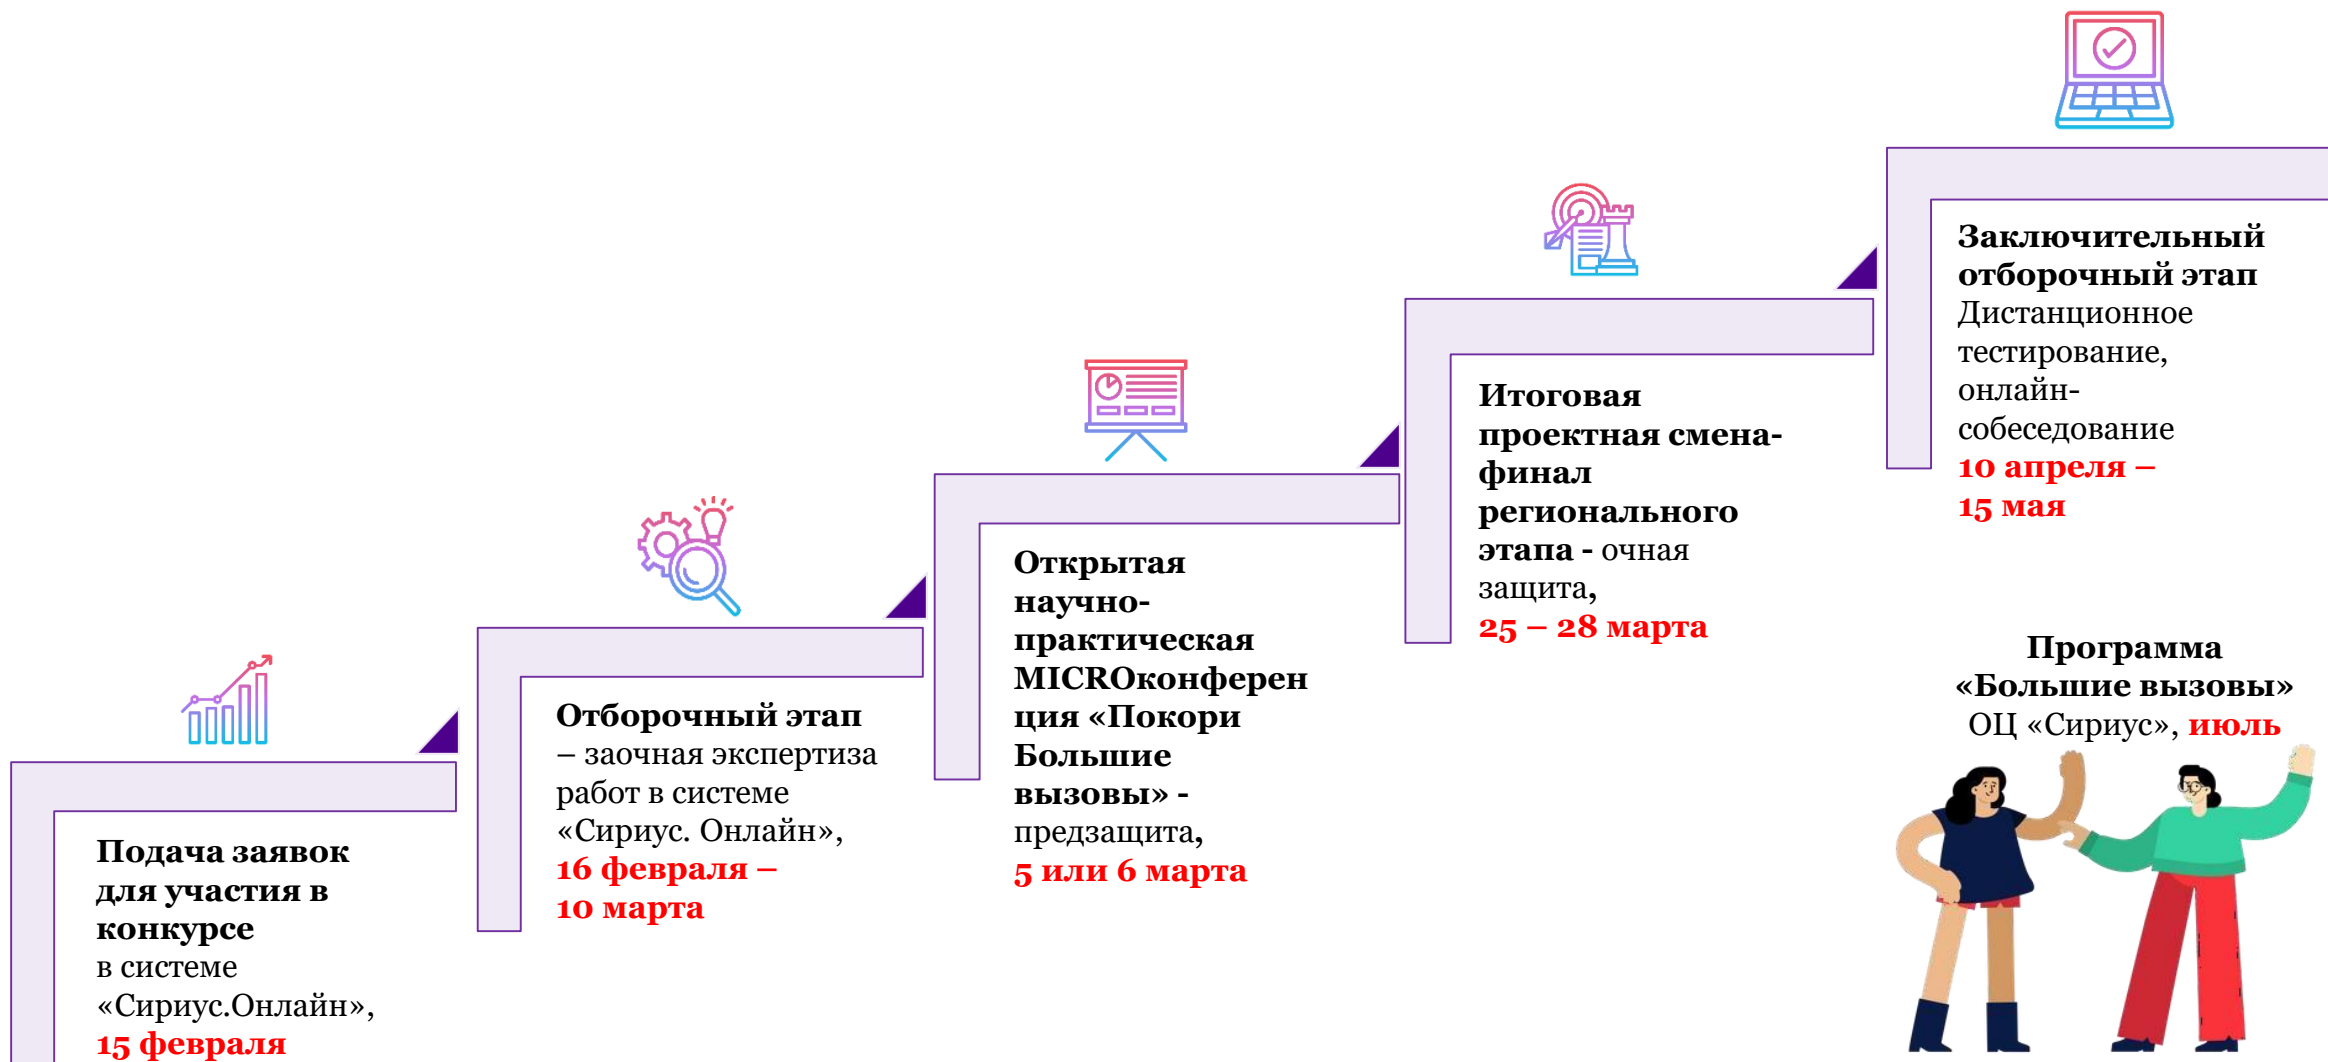 Подача заявок
для участия в
конкурсе
в системе
«Сириус.Онлайн»,
15 февраля
Отборочный этап
– заочная экспертиза
работ в системе
«Сириус. Онлайн»,
16 февраля –
10 марта
Открытая
научно-
практическая
MICROконферен
ция «Покори
Большие
вызовы» -
предзащита,
5 или 6 марта
Итоговая
проектная смена-
финал
регионального
этапа - очная
защита,
25 – 28 марта
Заключительный
отборочный этап
Дистанционное
тестирование,
онлайн-
собеседование
10 апреля –
15 мая
Программа
«Большие вызовы»
ОЦ «Сириус», июль